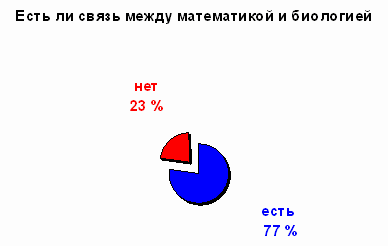 Есть ли связь между математикой и биологией
нет
23 %
есть
77 %